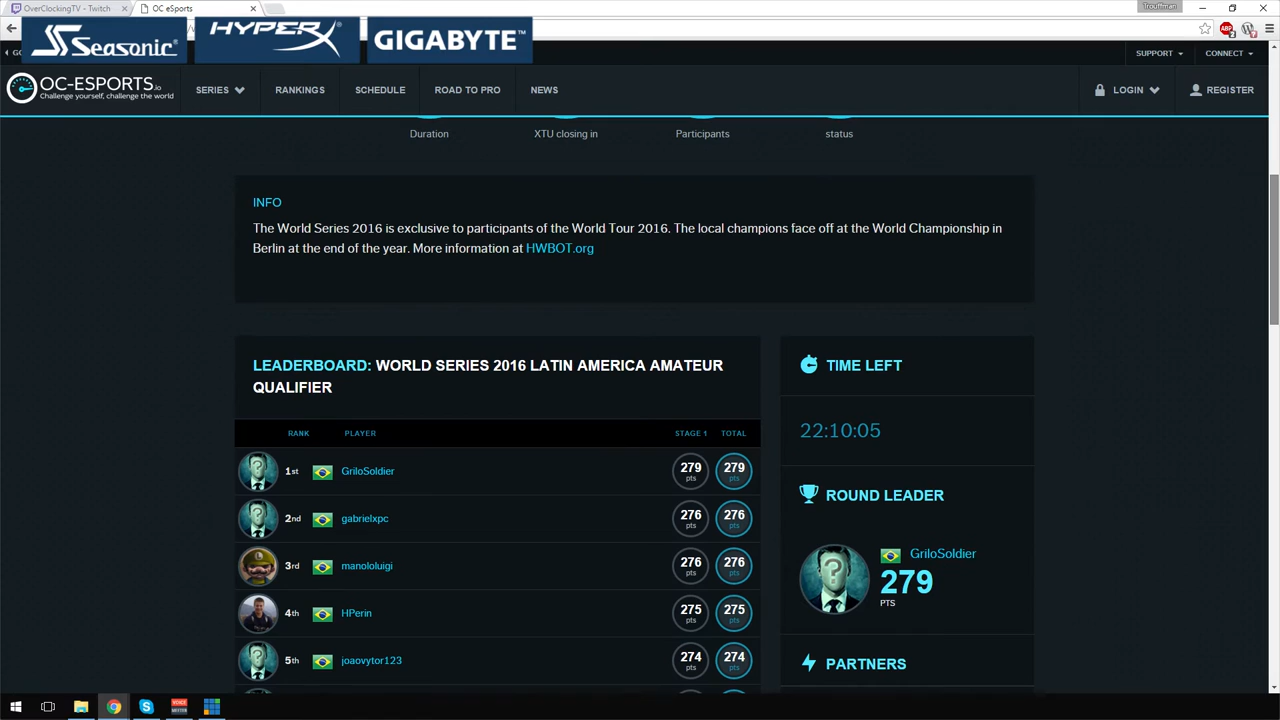 OverClockingTV - Twitch
OC eSports
Trouffman
Seasonic
HYPERX
GIGABYTE
SUPPORT
CONNECT
OC-ESPORTS.io
Challenge yourself, challenge the world
SERIES
RANKINGS
SCHEDULE
ROAD TO PRO
NEWS
LOGIN
REGISTER
Duration
XTU closing in
Participants
status
INFO
The World Series 2016 is exclusive to participants of the World Tour 2016. The local champions face off at the World Championship in
Berlin at the end of the year. More information at HWBOT.org
LEADERBOARD: WORLD SERIES 2016 LATIN AMERICA AMATEUR
QUALIFIER
RANK PLAYER STAGE 1 TOTAL
1st GriloSoldier 279 pts 279 pts
2nd gabrielxpc 276 pts 276 pts
3rd manololuigi 276 pts 276 pts
4th HPerin 275 pts 275 pts
5th joaovytor123 274 pts 274 pts
TIME LEFT
22:10:05
ROUND LEADER
GriloSoldier
279
PTS
PARTNERS